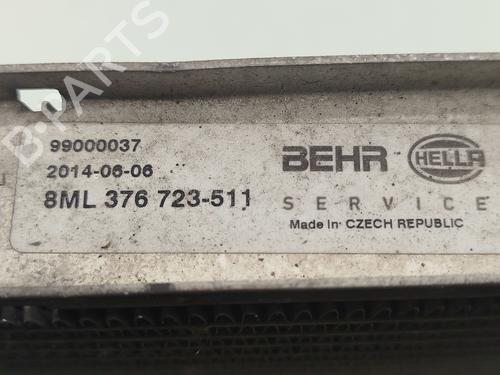 99000037
2014-06-06
8ML 376 723-511
BEHR HELLA
SERVICE
Made in CZECH REPUBLIC
B-PARTS